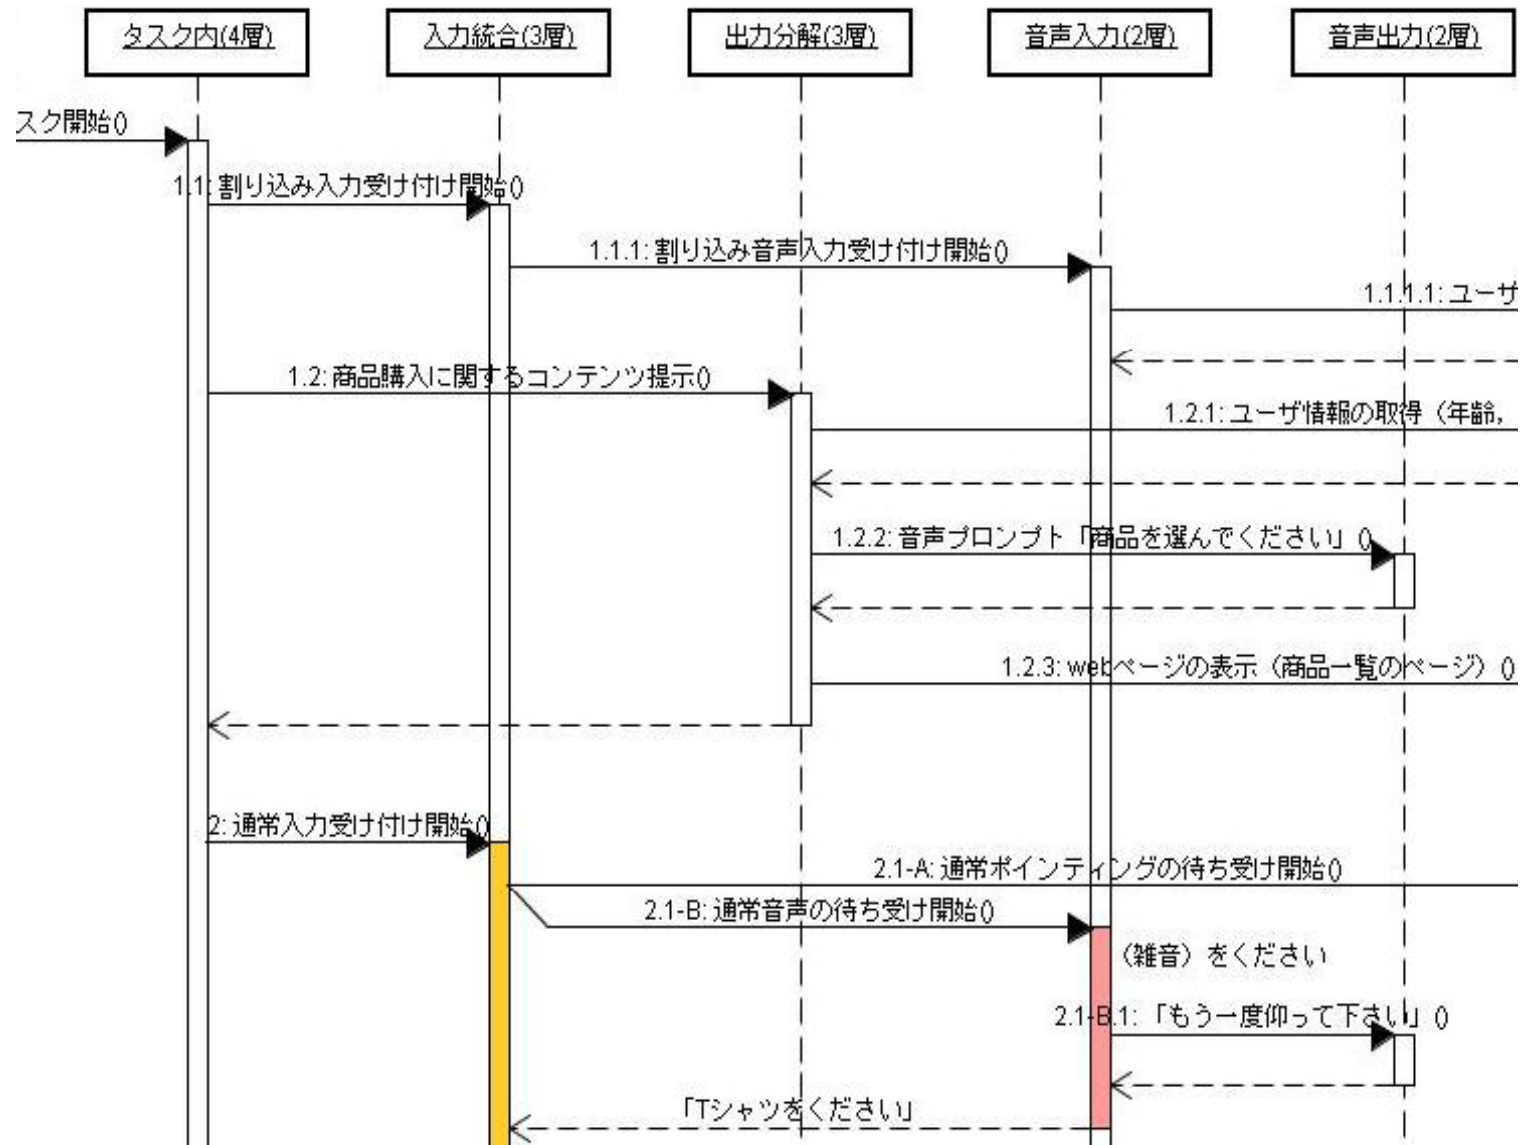 タスク内(4層)
入力統合(3層)
出力分解(3層)
音声入力(2層)
音声出力(2層)
スク開始()
1.1: 割り込み入力受け付け開始()
1.1.1: 割り込み音声入力受け付け開始()
1.1.1.1: ユーザ
1.2: 商品購入に関するコンテンツ提示()
1.2.1: ユーザ情報の取得（年齢，
1.2.2: 音声プロンプト「商品を選んでください」()
1.2.3: webページの表示（商品一覧のページ）()
2: 通常入力受け付け開始()
2.1-A: 通常ポインティングの待ち受け開始()
2.1-B: 通常音声の待ち受け開始()
（雑音）をください
2.1-B.1: 「もう一度仰って下さい」()
「Tシャツをください」